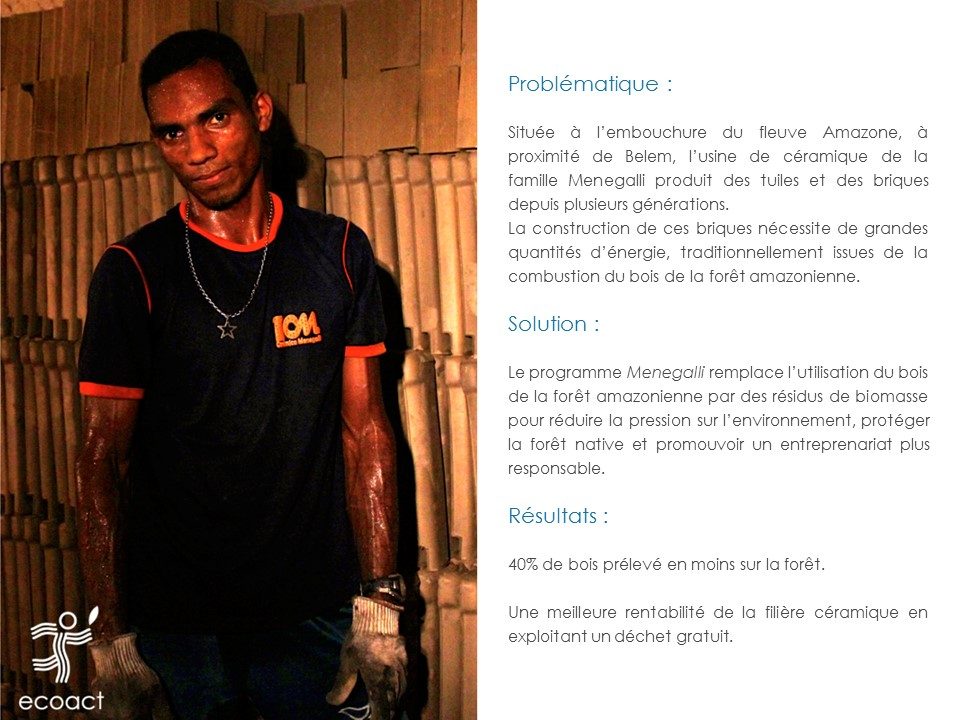 Problématique :
Située à l’embouchure du fleuve Amazone, à
proximité de Belem, l’usine de céramique de la
famille Menegalli produit des tuiles et des briques
depuis plusieurs générations.
La construction de ces briques nécessite de grandes
quantités d’énergie, traditionnellement issues de la
combustion du bois de la forêt amazonienne.
Solution :
Le programme Menegalli remplace l’utilisation du bois
de la forêt amazonienne par des résidus de biomasse
pour réduire la pression sur l’environnement, protéger
la forêt native et promouvoir un entreprenariat plus
responsable.
Résultats :
40% de bois prélevé en moins sur la forêt.
Une meilleure rentabilité de la filière céramique en
exploitant un déchet gratuit.
Menegalli
ecoact